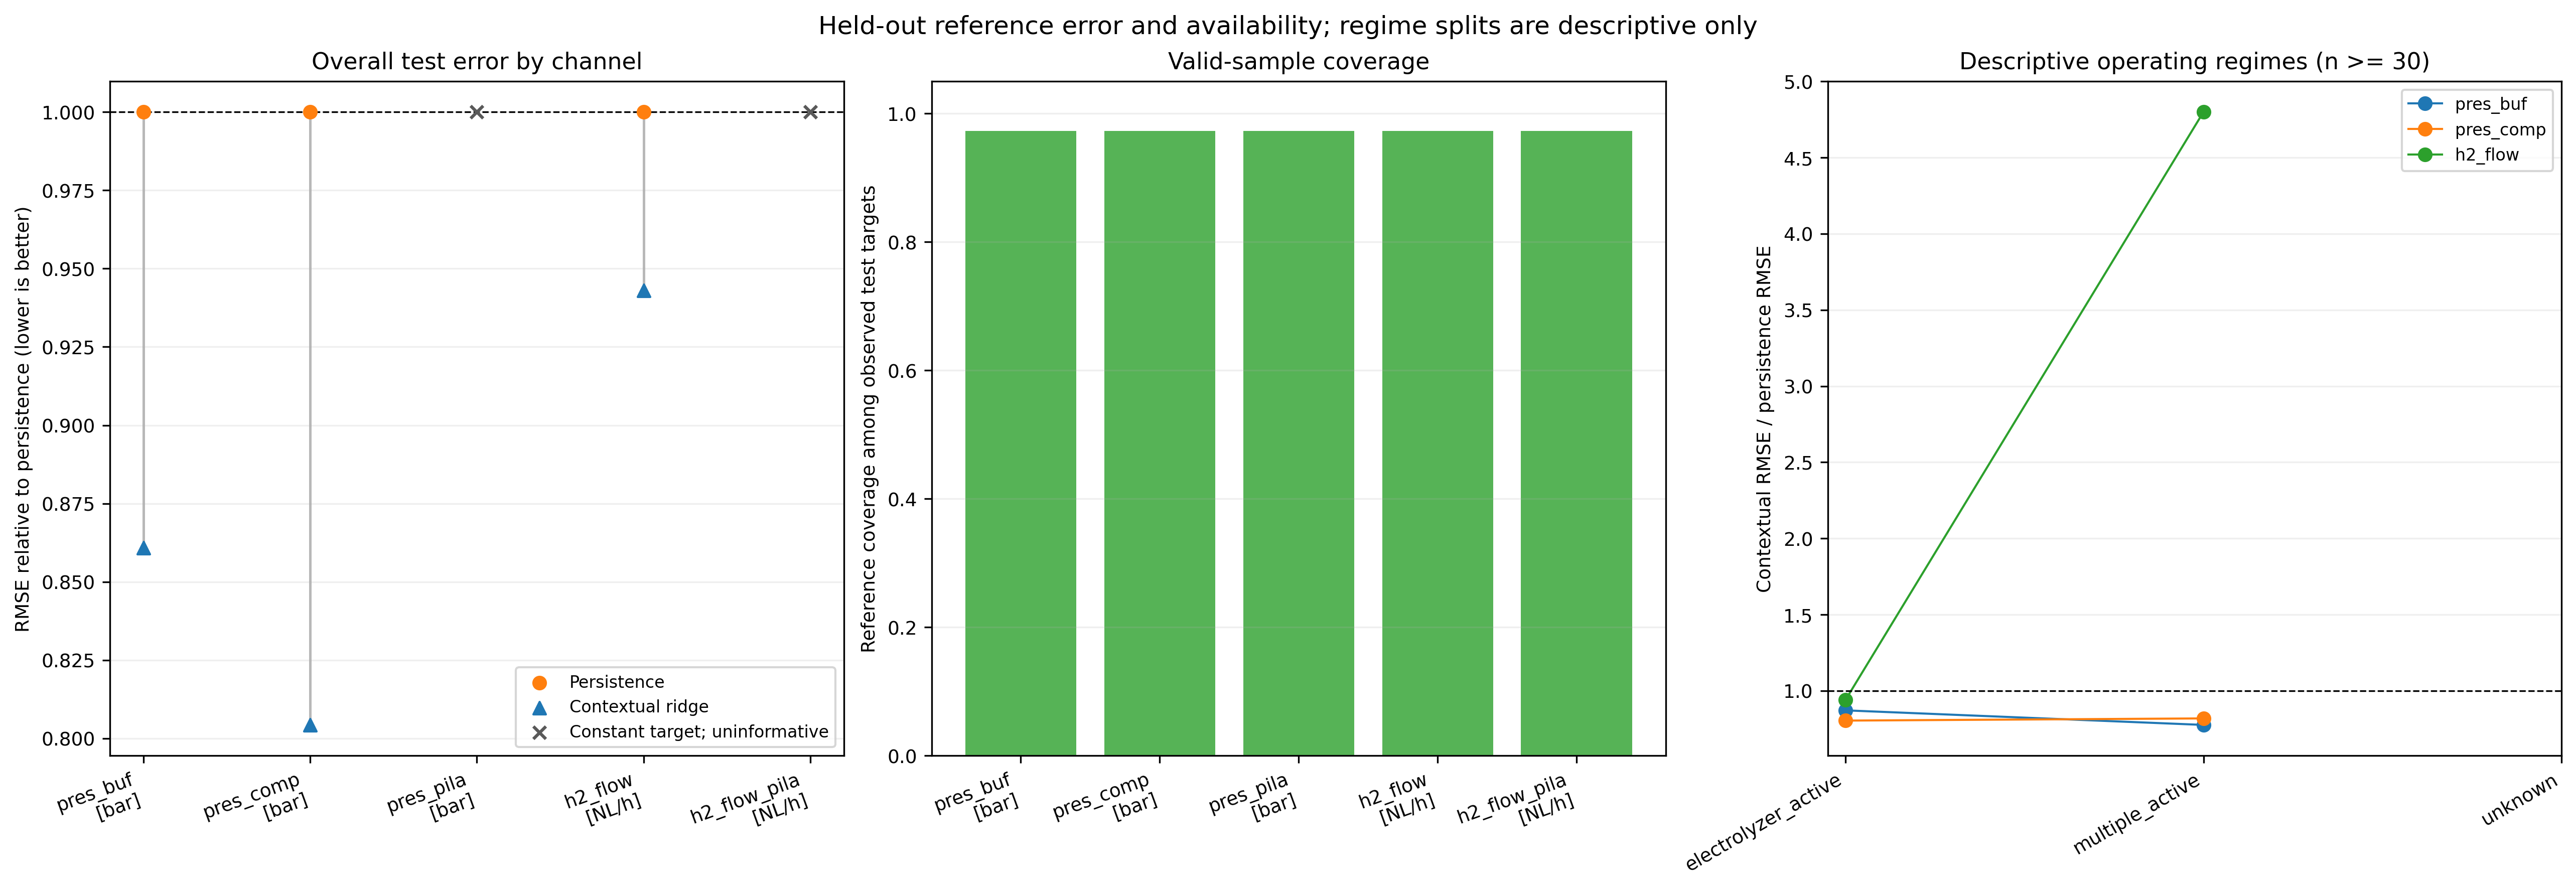 Held-out reference error and availability; regime splits are descriptive only
Overall test error by channel
RMSE relative to persistence (lower is better)
1.000
0.975
0.950
0.925
0.900
0.875
0.850
0.825
0.800
pres_buf
[bar]
pres_comp
[bar]
pres_pila
[bar]
h2_flow
[NL/h]
h2_flow_pila
[NL/h]
Persistence
Contextual ridge
Constant target; uninformative
Valid-sample coverage
Reference coverage among observed test targets
1.0
0.8
0.6
0.4
0.2
0.0
pres_buf
[bar]
pres_comp
[bar]
pres_pila
[bar]
h2_flow
[NL/h]
h2_flow_pila
[NL/h]
Descriptive operating regimes (n >= 30)
Contextual RMSE / persistence RMSE
5.0
4.5
4.0
3.5
3.0
2.5
2.0
1.5
1.0
electrolyzer_active
multiple_active
unknown
pres_buf
pres_comp
h2_flow